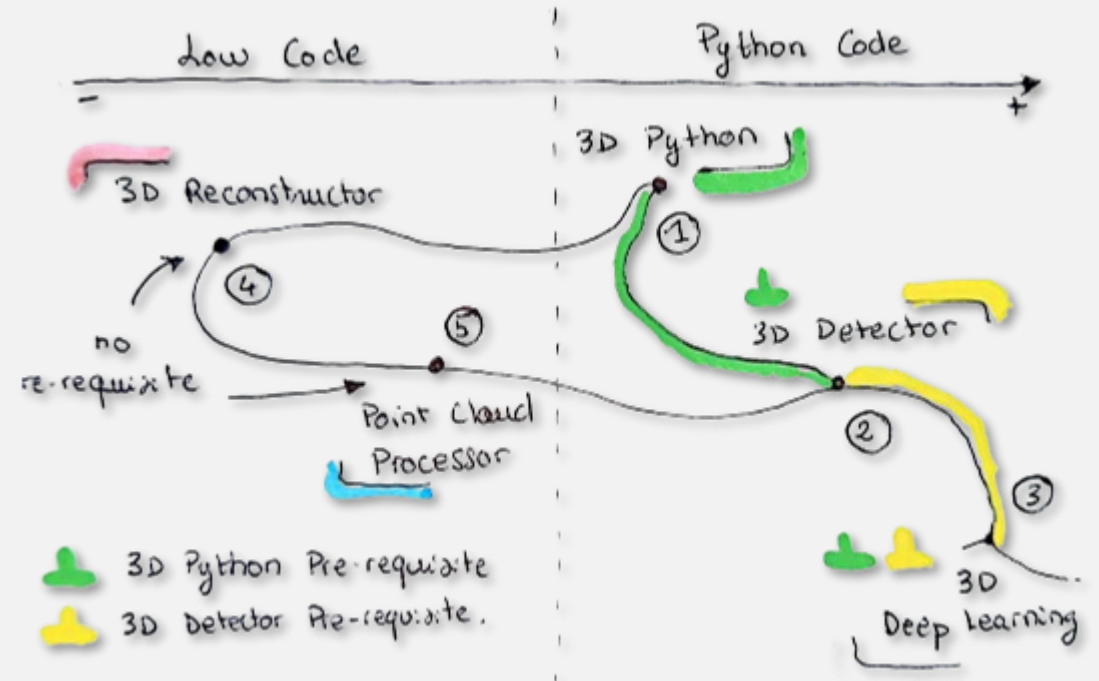 Low Code
Python Code
-
+
3D Python
3D Reconstructor
1
4
3D Detector
5
no
re-requisite
Point Cloud
Processor
2
3
3D Python Pre-requisite
3D Detector Pre-requisite.
3D
Deep Learning